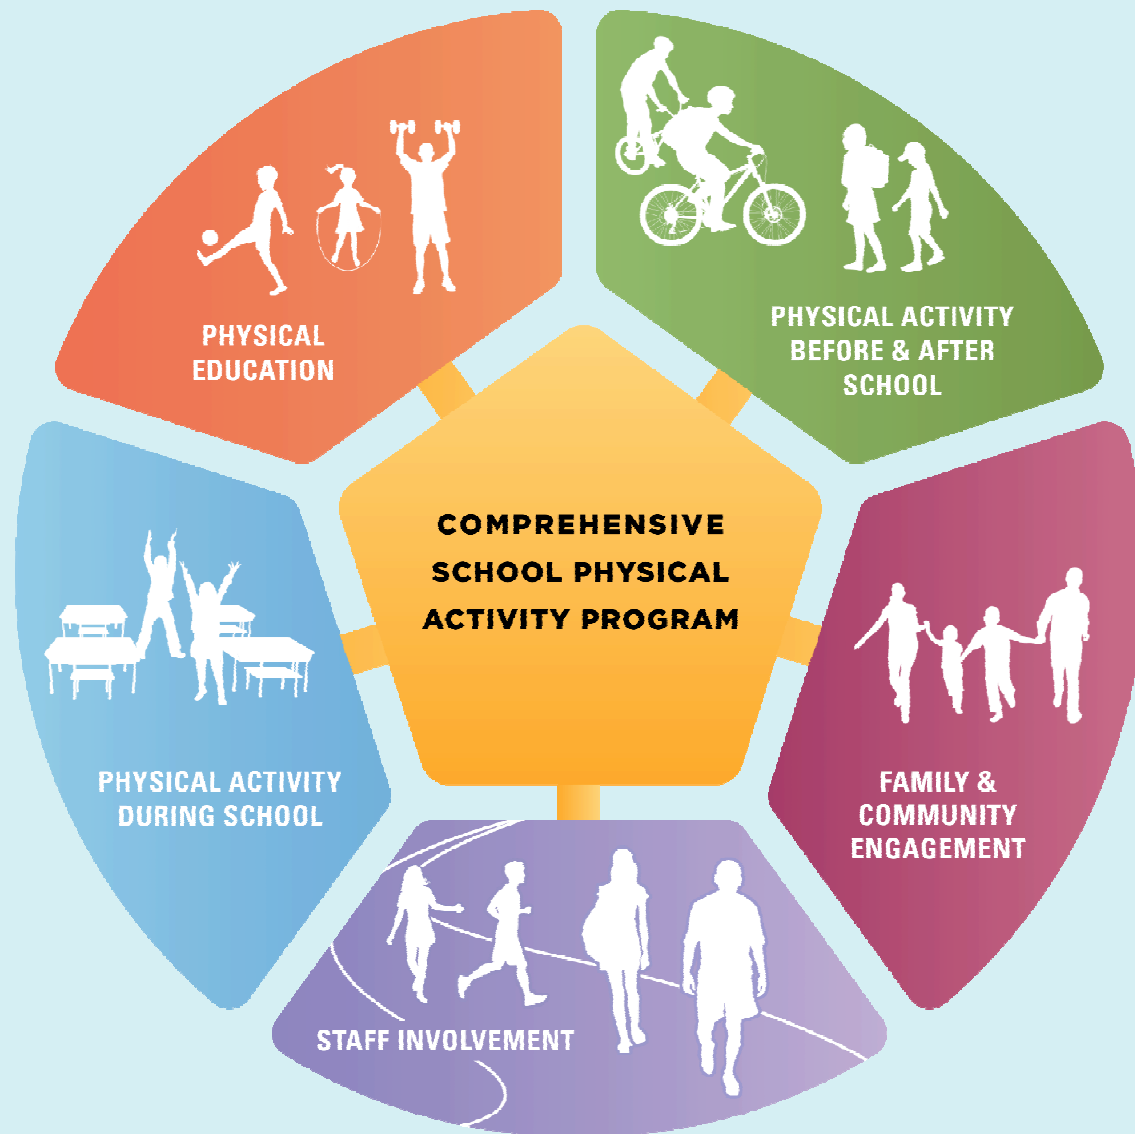 PHYSICAL
EDUCATION
PHYSICAL ACTIVITY
BEFORE & AFTER
SCHOOL
COMPREHENSIVE
SCHOOL PHYSICAL
ACTIVITY PROGRAM
PHYSICAL ACTIVITY
DURING SCHOOL
FAMILY &
COMMUNITY
ENGAGEMENT
STAFF INVOLVEMENT